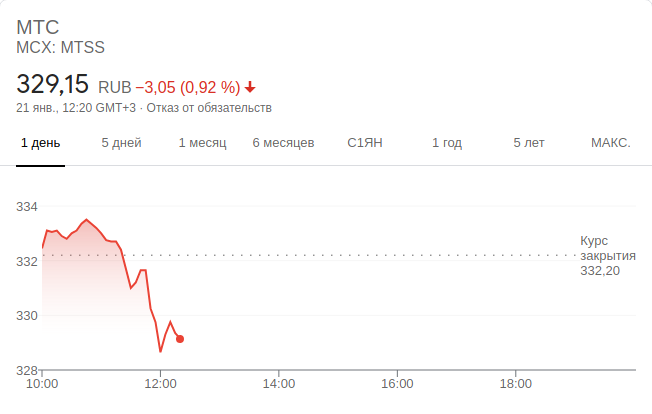 МТС
MCX: MTSS
329,15 RUB −3,05 (0,92 %)
21 янв., 12:20 GMT+3 · Отказ от обязательств
1 день 5 дней 1 месяц 6 месяцев С1ЯН 1 год 5 лет МАКС.
334
332
330
328
Курс
закрытия
332,20
10:00 12:00 14:00 16:00 18:00